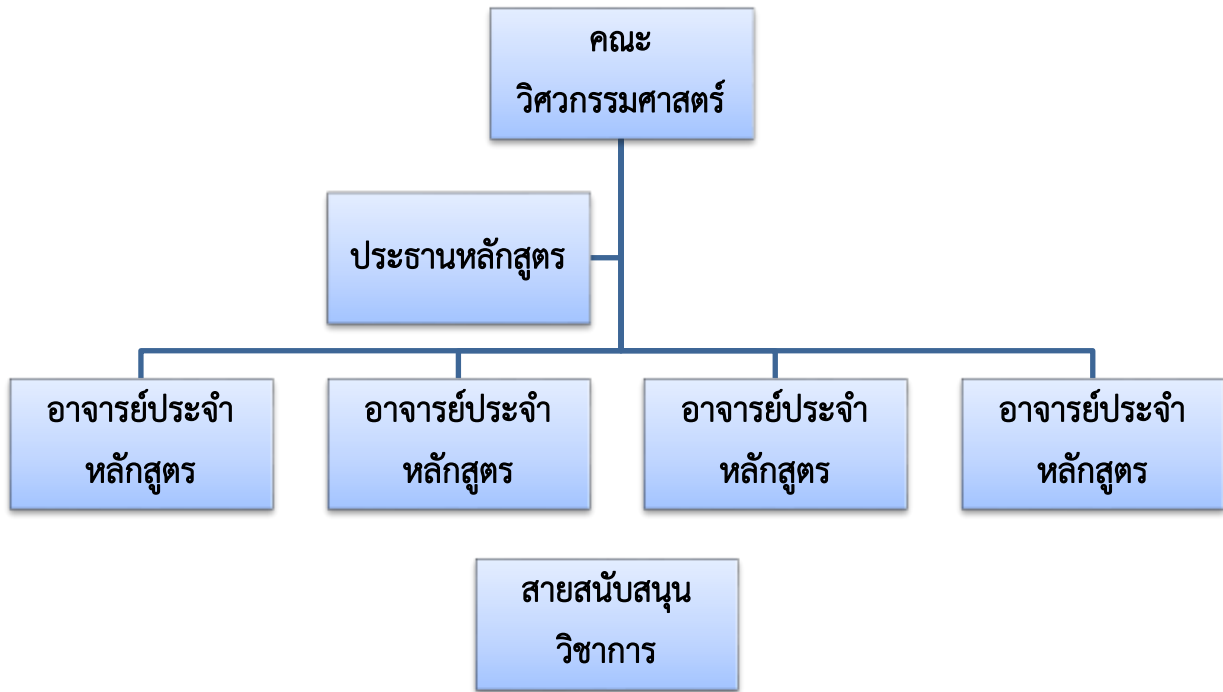 คณะ
วิศวกรรมศาสตร์
ประธานหลักสูตร
อาจารย์ประจำ
หลักสูตร
อาจารย์ประจำ
หลักสูตร
อาจารย์ประจำ
หลักสูตร
อาจารย์ประจำ
หลักสูตร
สายสนับสนุน
วิชาการ